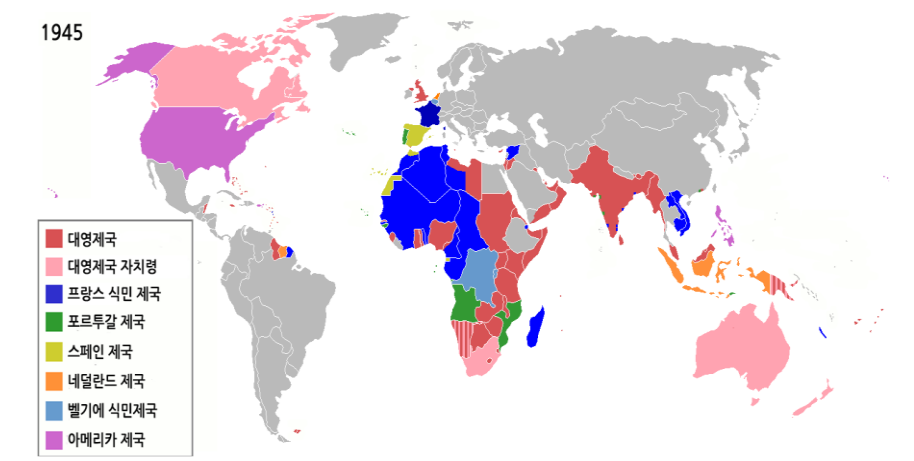 1945
대영제국
대영제국 자치령
프랑스 식민 제국
포르투갈 제국
스페인 제국
네덜란드 제국
벨기에 식민제국
아메리카 제국